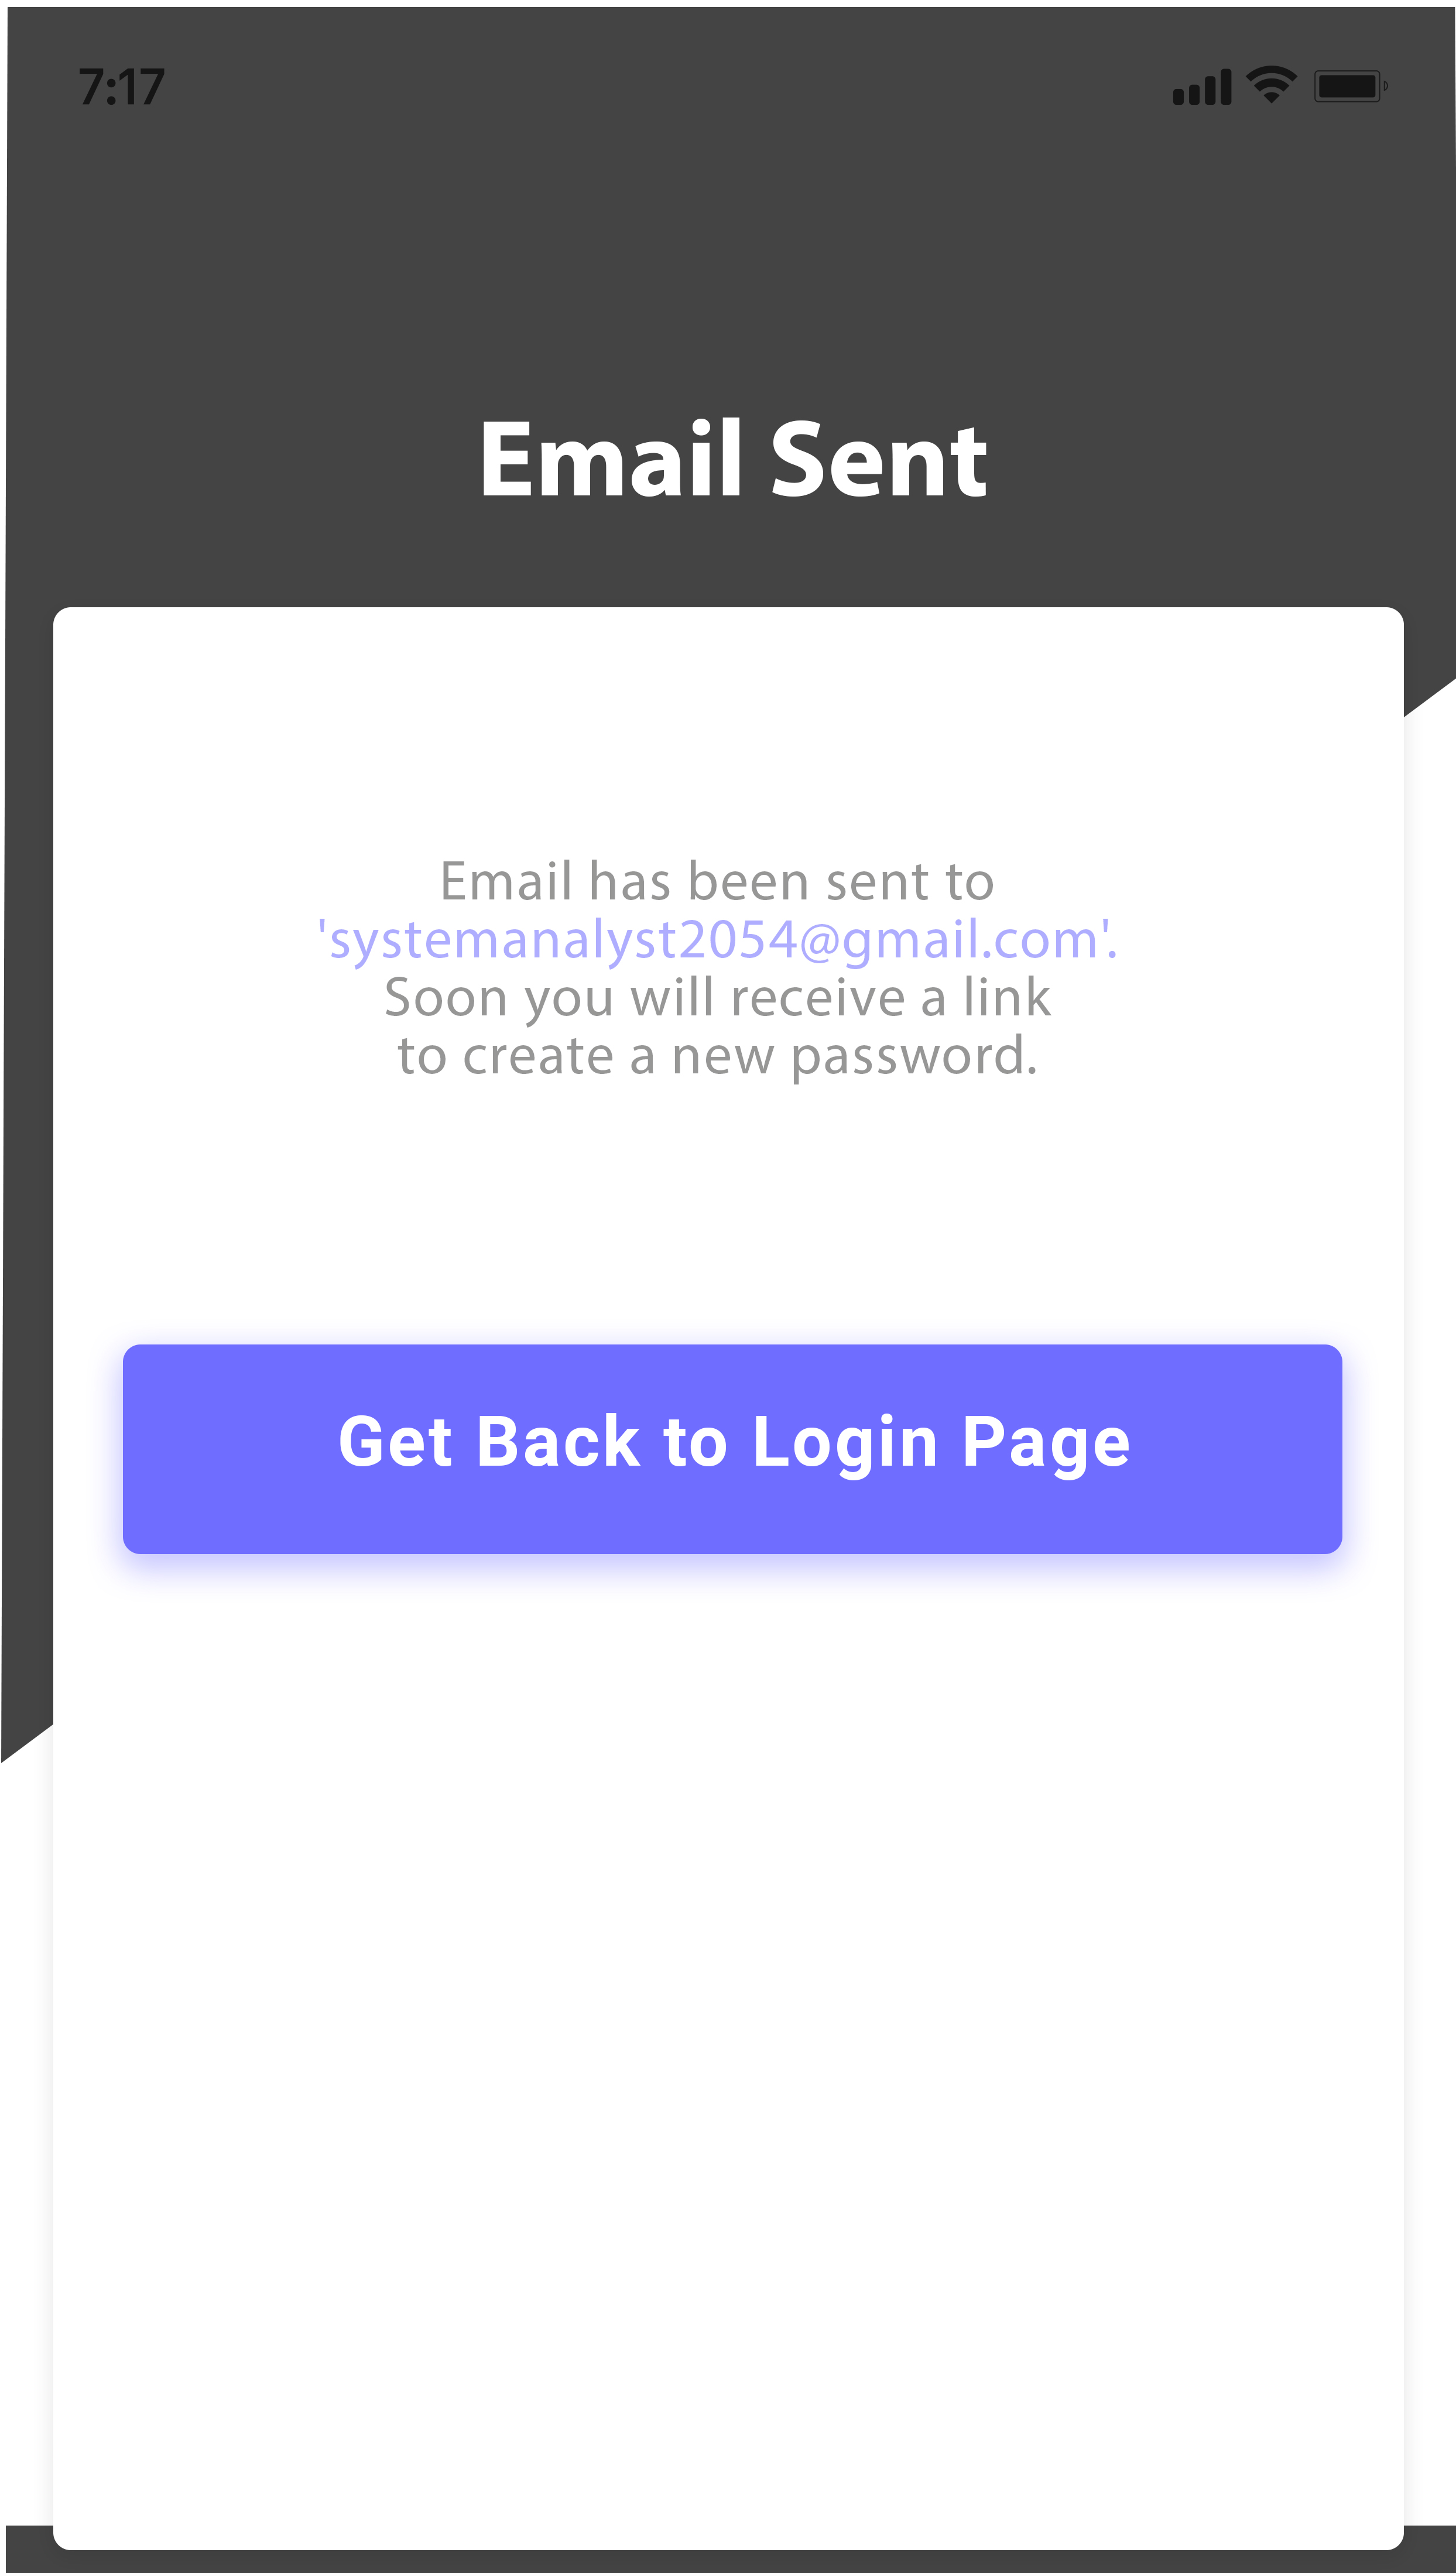 7:17
Email Sent
Email has been sent to
'systemanalyst2054@gmail.com'.
Soon you will receive a link
to create a new password.
Get Back to Login Page